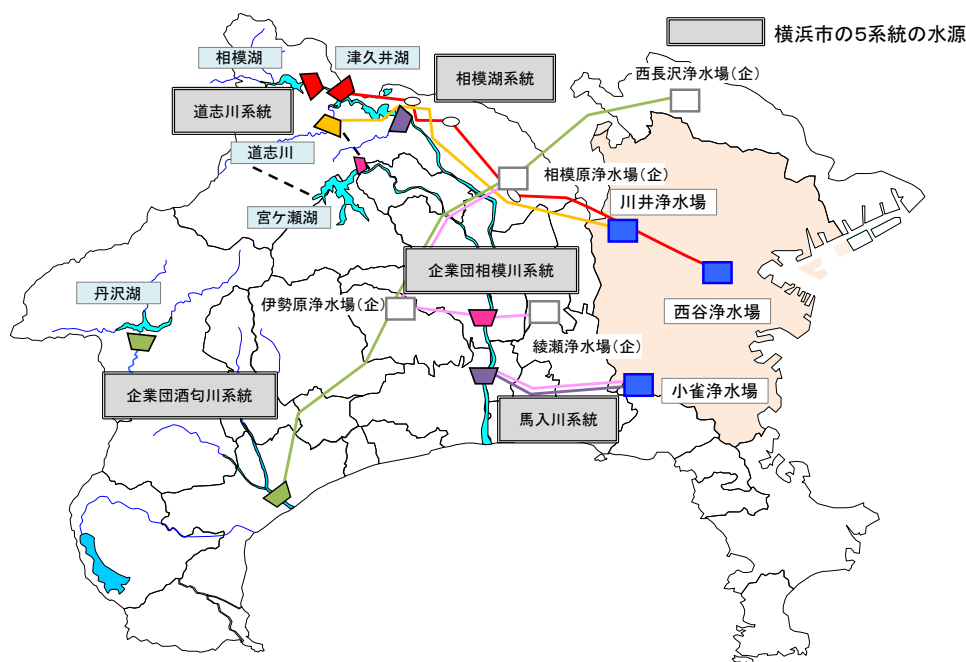 横浜市の5系統の水源
相模湖
津久井湖
相模湖系統
西長沢浄水場(企)
道志川系統
道志川
相模原浄水場(企)
川井浄水場
宮ケ瀬湖
企業団相模川系統
丹沢湖
伊勢原浄水場(企)
西谷浄水場
綾瀬浄水場(企)
企業団酒匂川系統
小雀浄水場
馬入川系統